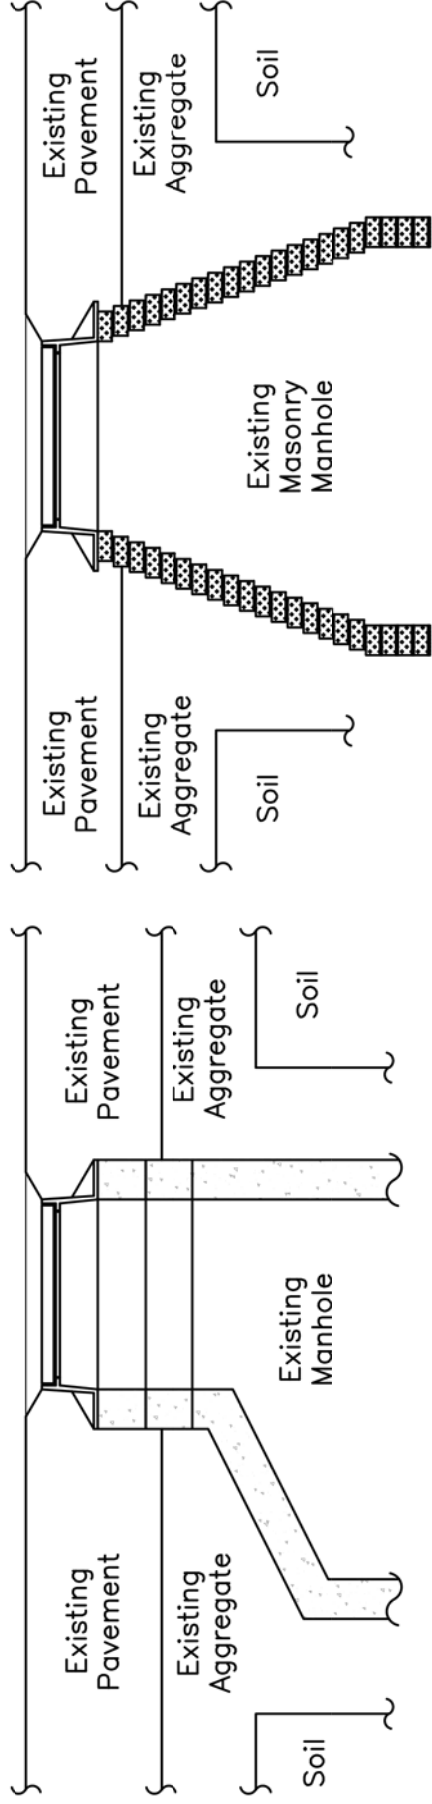 Existing
Pavement
Existing
Aggregate
Soil
Existing
Manhole
Existing
Pavement
Existing
Aggregate
Soil
Existing
Pavement
Existing
Aggregate
Soil
Existing
Masonry
Manhole
Existing
Pavement
Existing
Aggregate
Soil